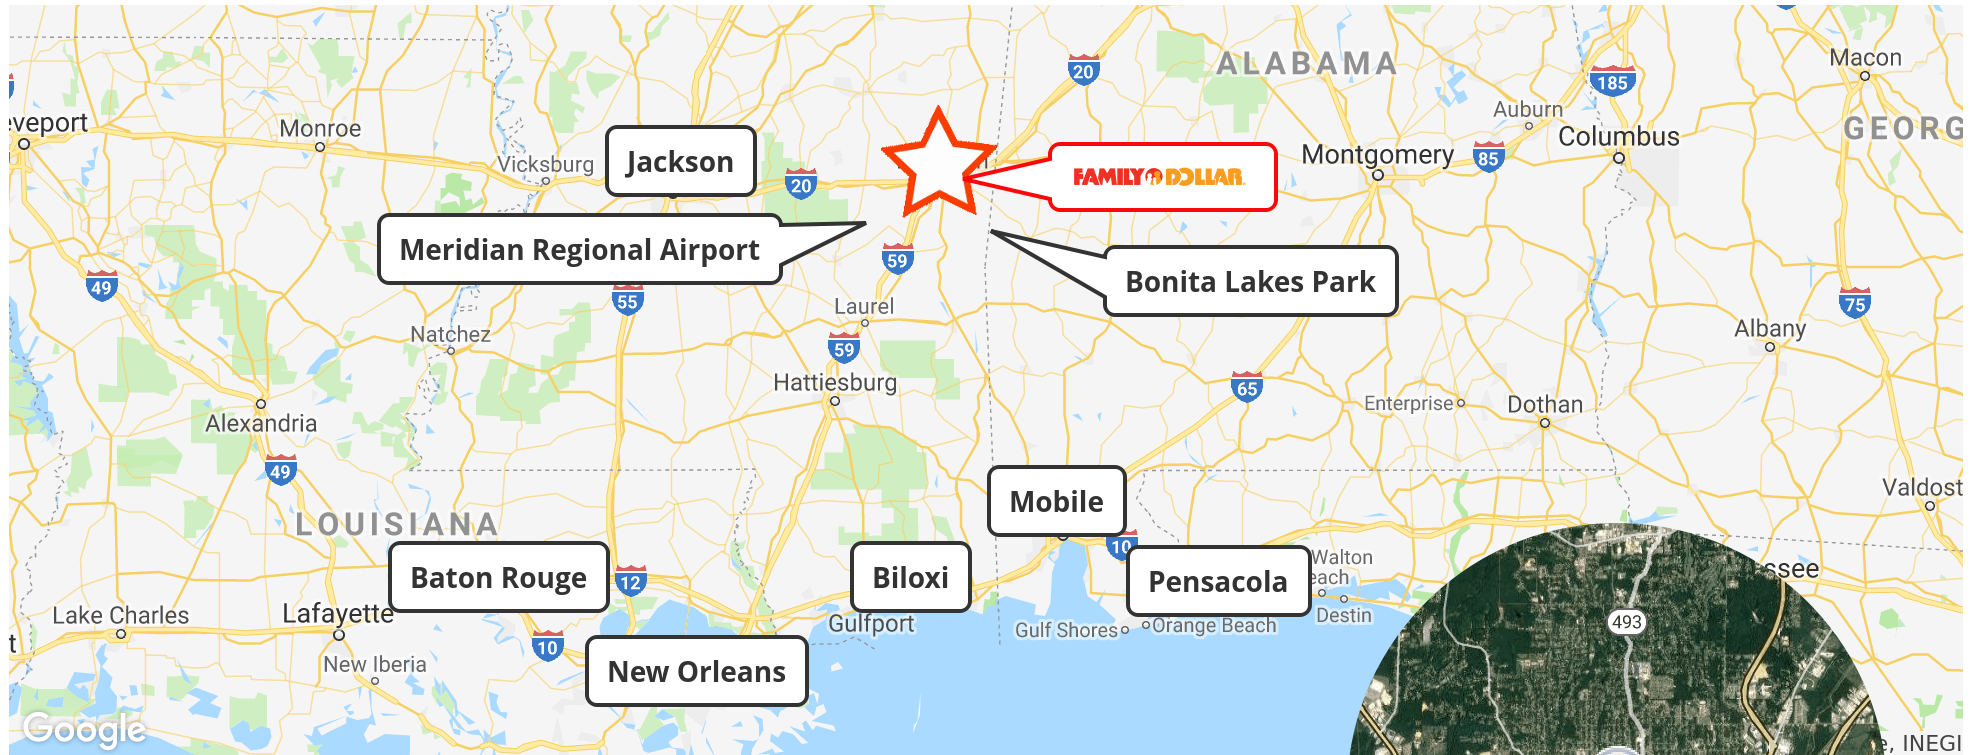 20
ALABAMA
Macon
185
eveport
Monroe
Jackson
Vicksburg
20
FAMILY DOLLAR
Montgomery
85
Auburn
Columbus
GEORG
Meridian Regional Airport
59
Bonita Lakes Park
49
55
Laurel
75
Natchez
59
Albany
Hattiesburg
65
Alexandria
Enterprise
Dothan
49
LOUISIANA
Mobile
Valdost
10
Baton Rouge
12
Biloxi
Pensacola
Walton
each
ssee
Lake Charles
Lafayette
Gulfport
Gulf Shores
Orange Beach
Destin
493
t
10
New Iberia
New Orleans
Google
e, INEGI